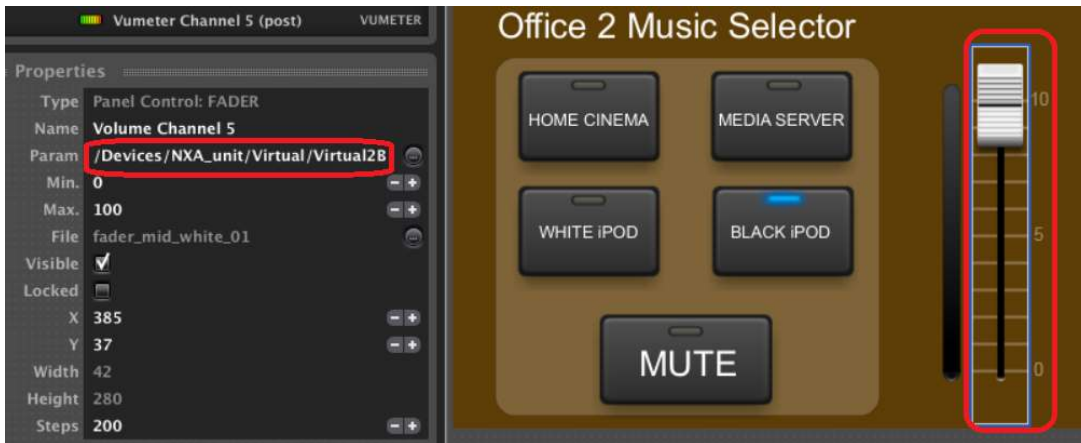 Vumeter Channel 5 (post) VUMETER
Properties
Type Panel Control: FADER
Name Volume Channel 5
Param /Devices/NXA_unit/Virtual/Virtual2B
Min. 0
Max. 100
File fader_mid_white_01
Visible
Locked
X 385
Y 37
Width 42
Height 280
Steps 200
Office 2 Music Selector
HOME CINEMA
MEDIA SERVER
WHITE iPOD
BLACK iPOD
MUTE
10
5
0